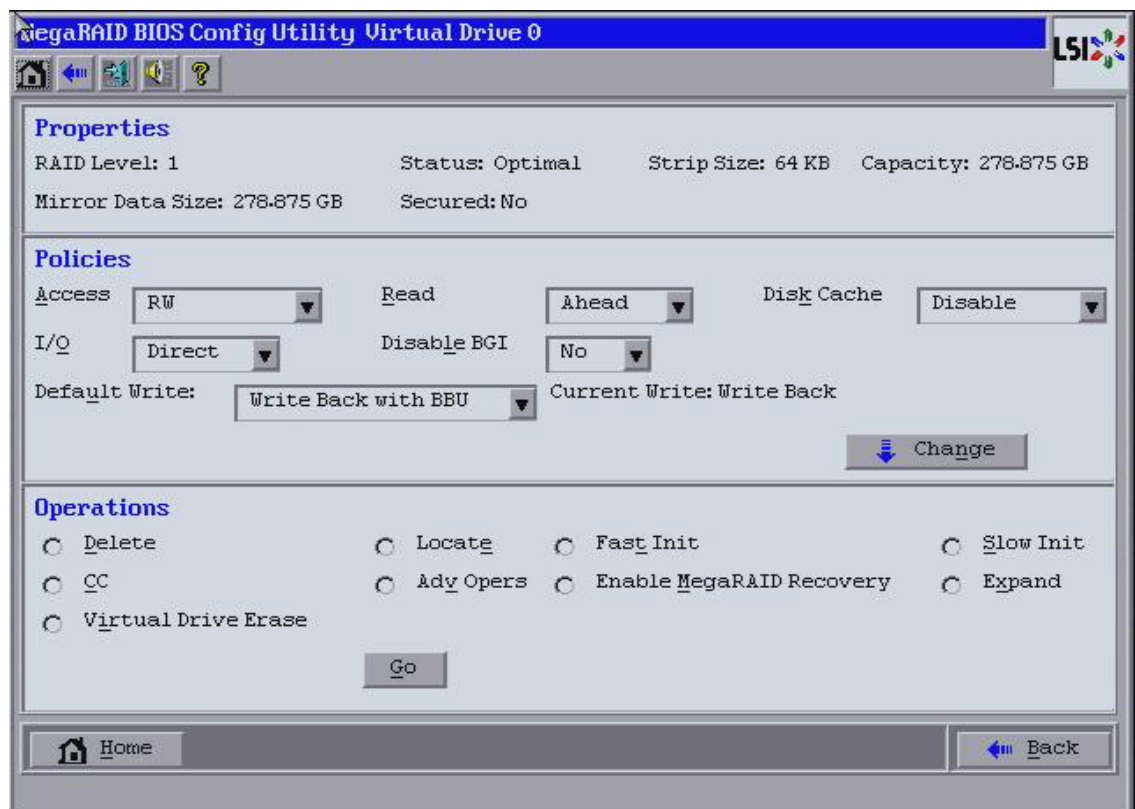 MegaRAID BIOS Config Utility Virtual Drive 0
LSI
Properties
RAID Level: 1 Status: Optimal Strip Size: 64 KB Capacity: 278.875 GB
Mirror Data Size: 278.875 GB Secured: No
Policies
Access RW Read Ahead Disk Cache Disable
I/O Direct Disable BGI No
Default Write: Write Back with BBU Current Write: Write Back
Change
Operations
Delete Locate Fast Init Slow Init
CC Adv Opers Enable MegaRAID Recovery Expand
Virtual Drive Erase
Go
Home Back